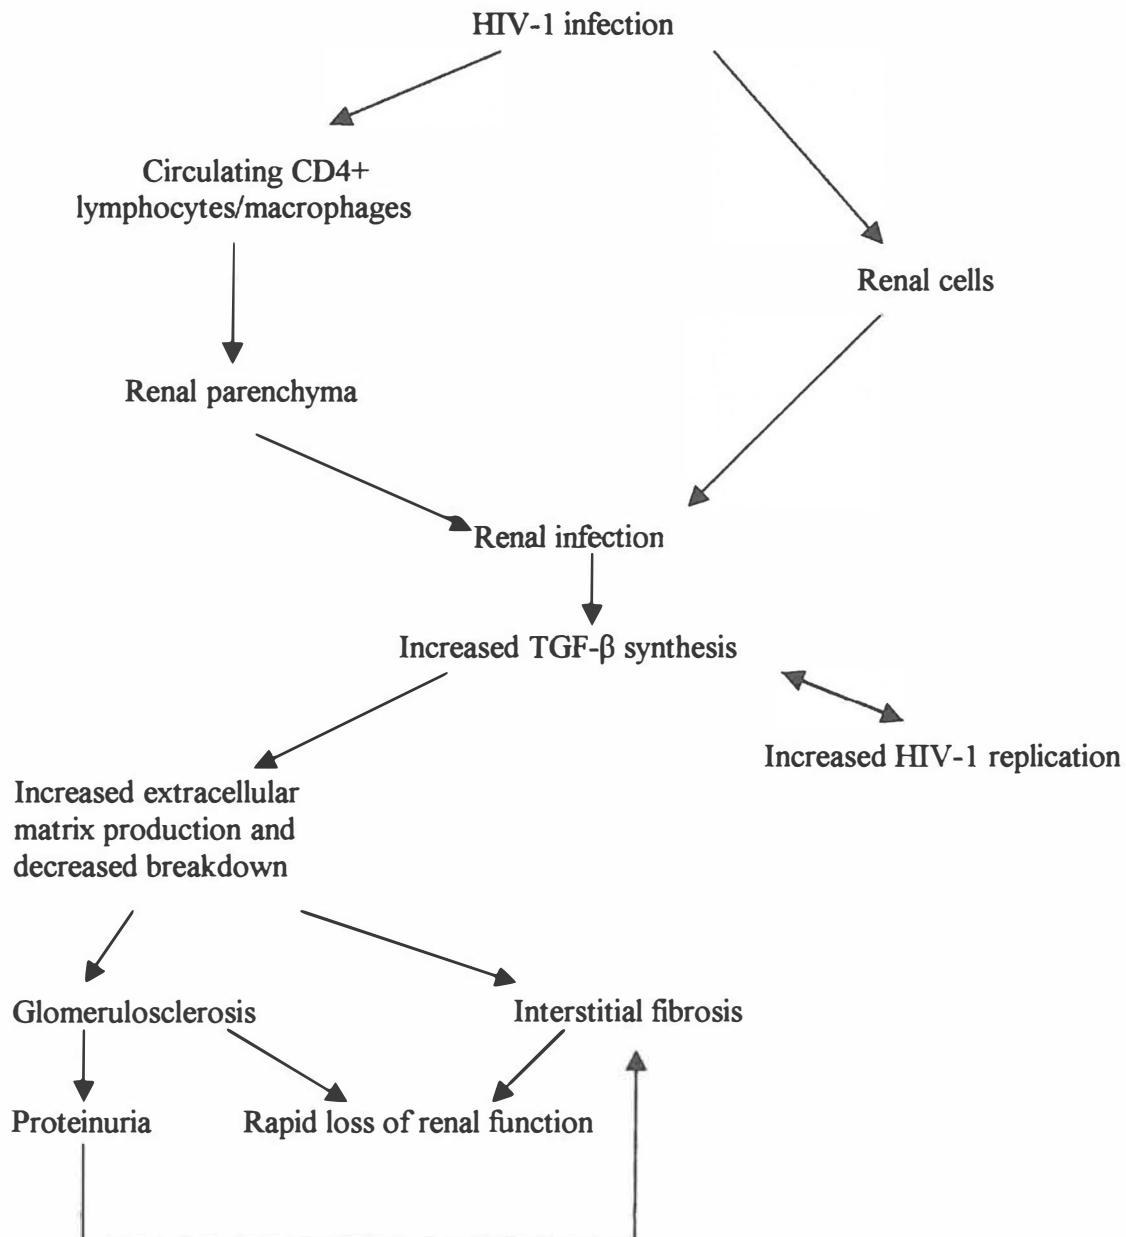 HIV-1 infection
Circulating CD4+
lymphocytes/macrophages
Renal cells
Renal parenchyma
Renal infection
Increased TGF-β synthesis
Increased HIV-1 replication
Increased extracellular
matrix production and
decreased breakdown
Glomerulosclerosis
Interstitial fibrosis
Proteinuria
Rapid loss of renal function